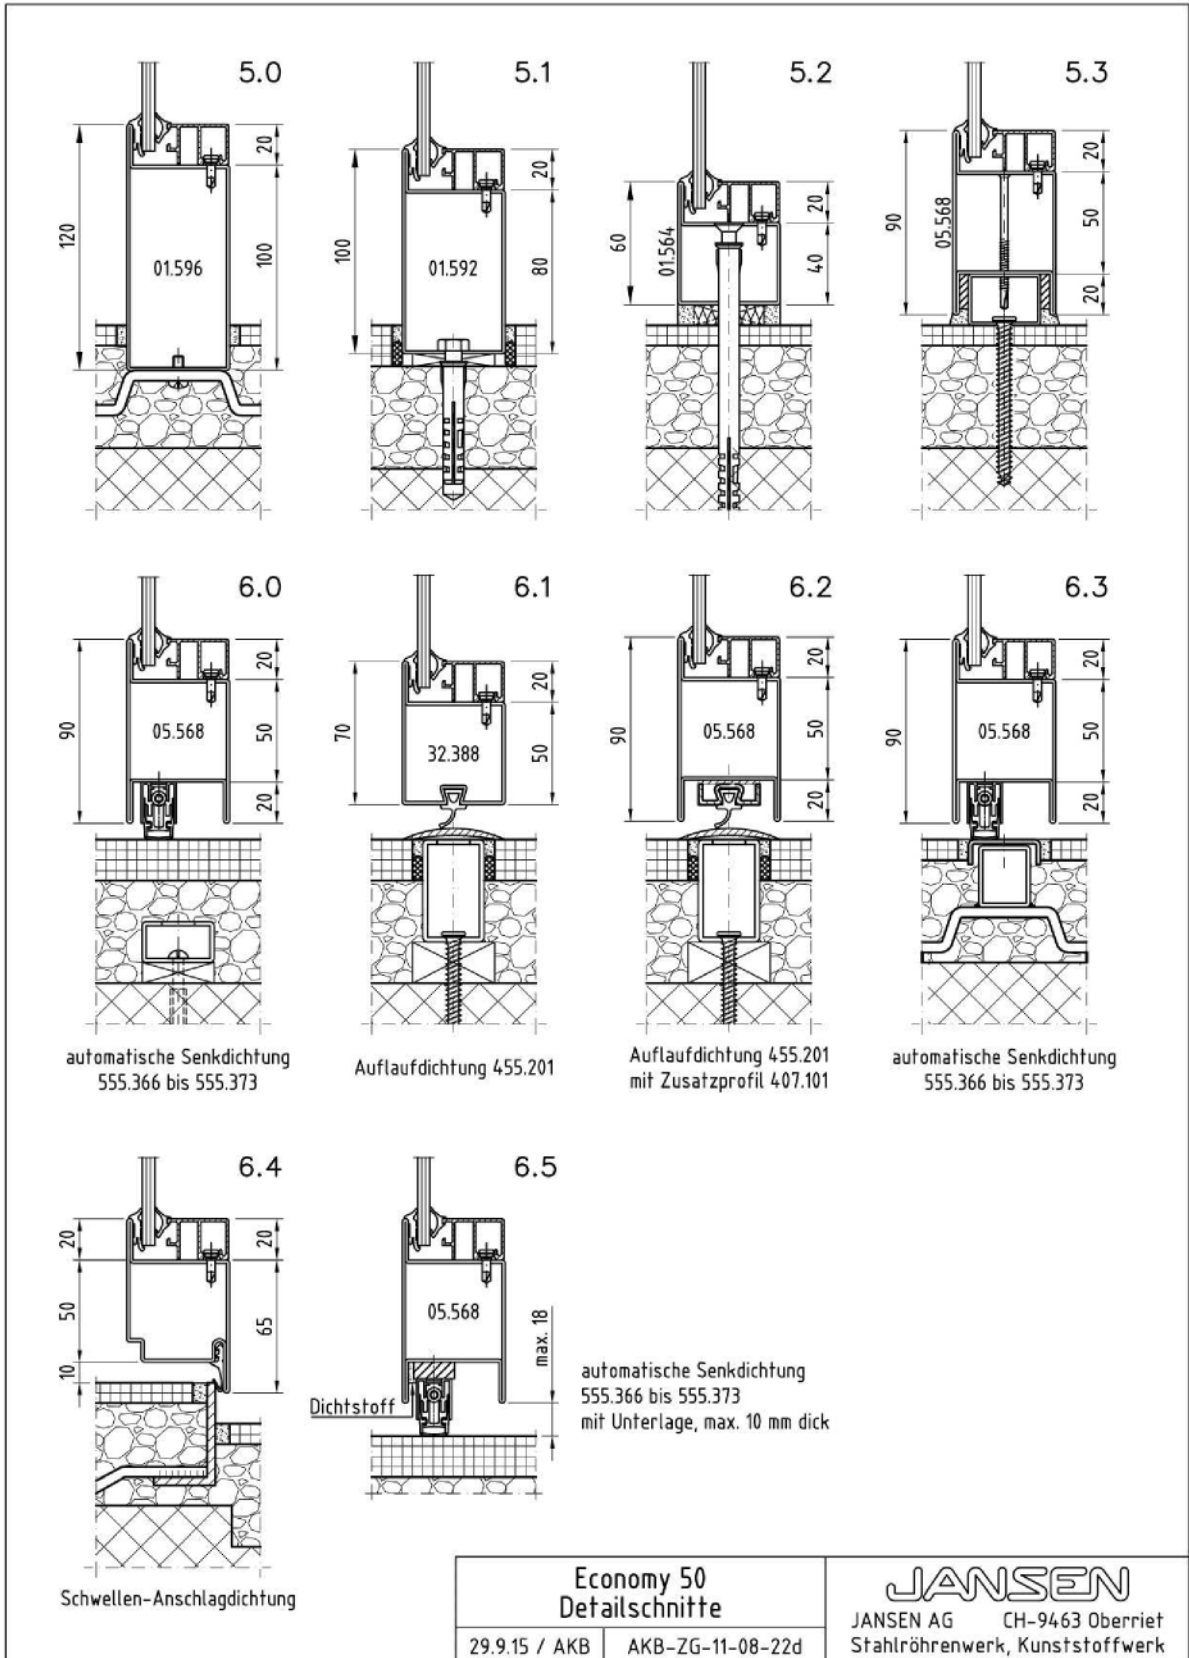 5.0
120
20
100
01.596
5.1
100
20
80
01.592
5.2
60
01.564
20
40
5.3
90
05.568
20
50
20
6.0
90
05.568
20
50
20
automatische Senkdichtung
555.366 bis 555.373
6.1
70
32.388
20
50
Auflaufdichtung 455.201
6.2
90
05.568
20
50
20
Auflaufdichtung 455.201
mit Zusatzprofil 407.101
6.3
90
05.568
20
50
20
automatische Senkdichtung
555.366 bis 555.373
6.4
20
50
10
20
65
Schwellen-Anschlagdichtung
6.5
05.568
max. 18
Dichtstoff
automatische Senkdichtung
555.366 bis 555.373
mit Unterlage, max. 10 mm dick
Economy 50
Detailschnitte
29.9.15 / AKB
AKB-ZG-11-08-22d
JANSEN
JANSEN AG CH-9463 Oberriet
Stahlröhrenwerk, Kunststoffwerk